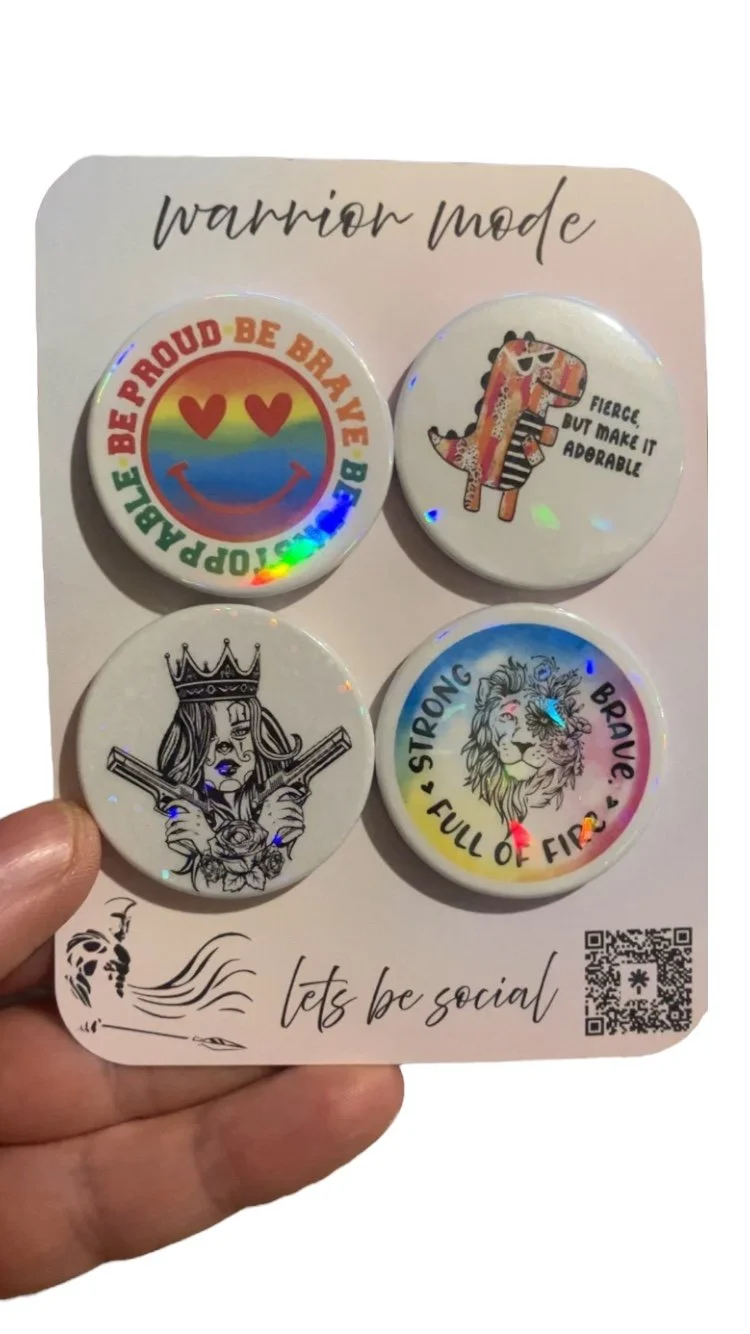 warrior mode
BE PROUD · BE BRAVE · BE UNSTOPPABLE ·
FIERCE,
BUT MAKE IT
ADORABLE
STRONG
BRAVE
FULL OF FIRE
lets be social